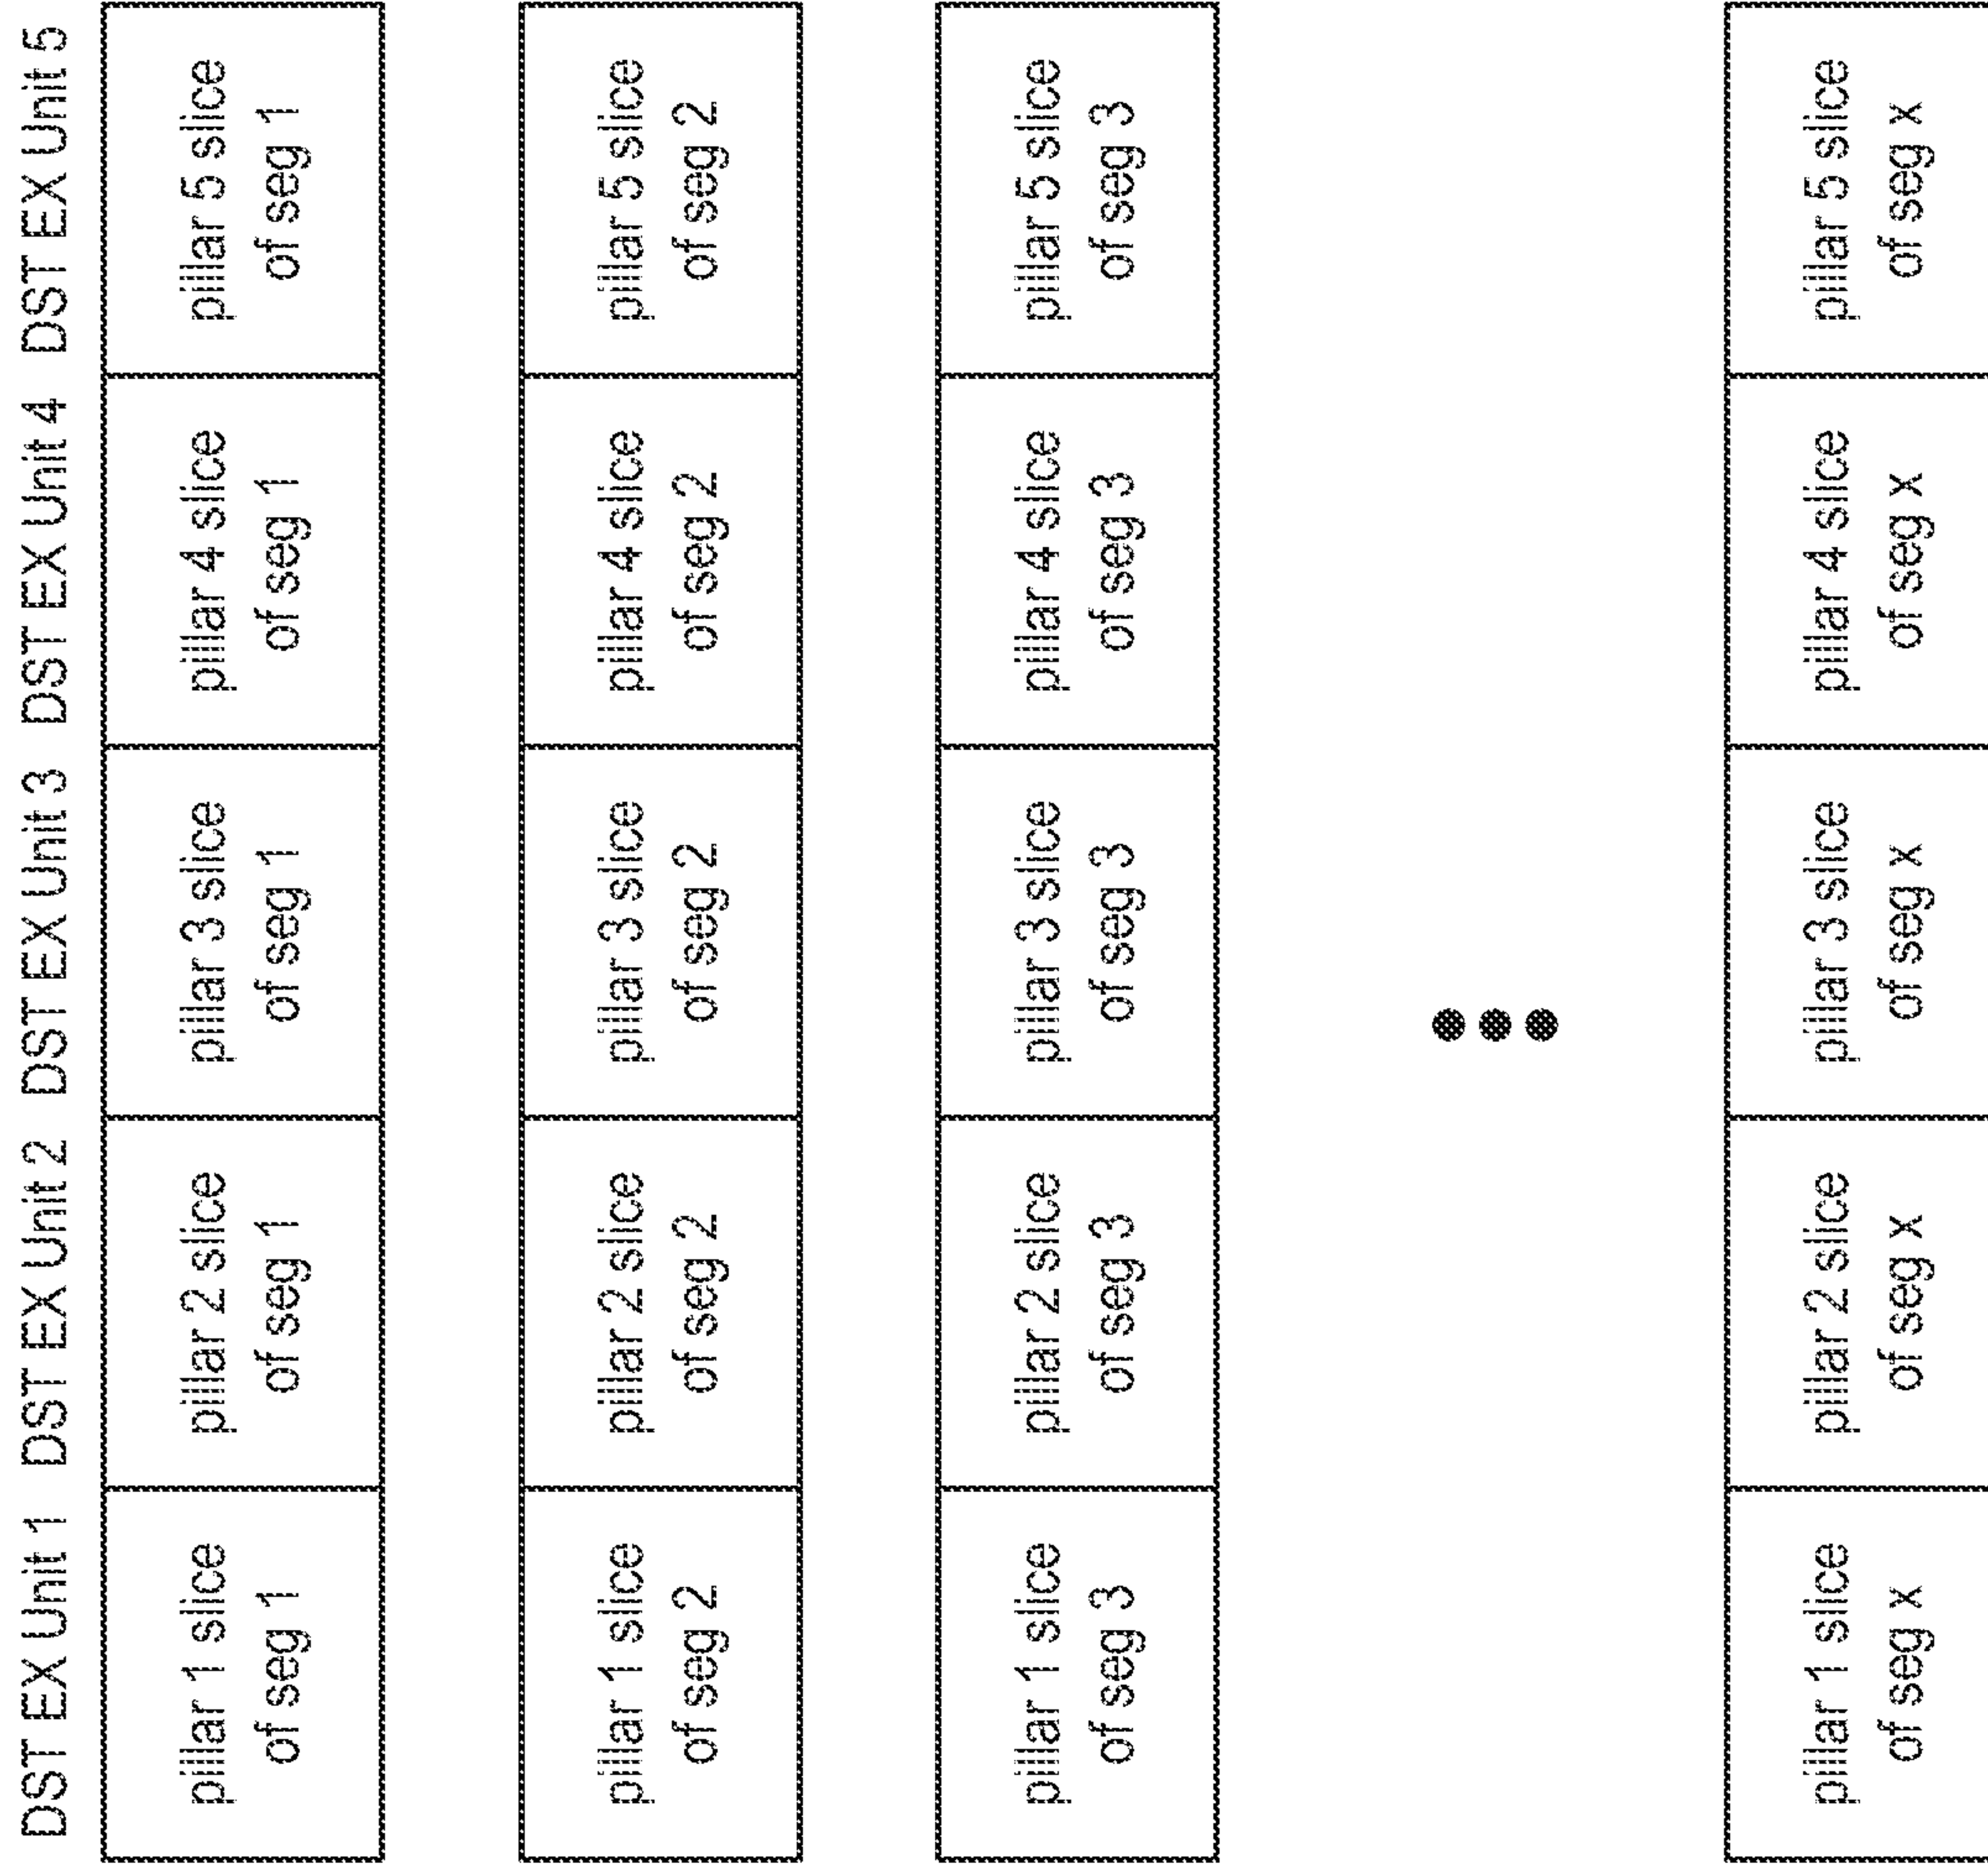 DST EX Unit 1 DST EX Unit 2 DST EX Unit 3 DST EX Unit 4 DST EX Unit 5
pillar 1 slice
of seg 1
pillar 2 slice
of seg 1
pillar 3 slice
of seg 1
pillar 4 slice
of seg 1
pillar 5 slice
of seg 1
pillar 1 slice
of seg 2
pillar 2 slice
of seg 2
pillar 3 slice
of seg 2
pillar 4 slice
of seg 2
pillar 5 slice
of seg 2
pillar 1 slice
of seg 3
pillar 2 slice
of seg 3
pillar 3 slice
of seg 3
pillar 4 slice
of seg 3
pillar 5 slice
of seg 3
pillar 1 slice
of seg x
pillar 2 slice
of seg x
pillar 3 slice
of seg x
pillar 4 slice
of seg x
pillar 5 slice
of seg x